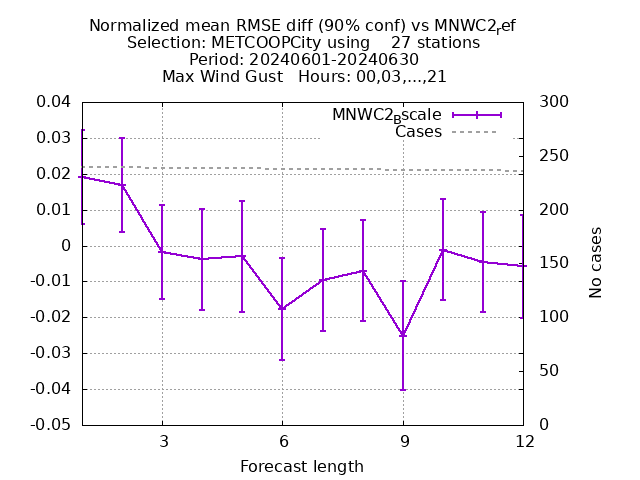 Normalized mean RMSE diff (90% conf) vs MNWC2ref
Selection: METCOOPCity using 27 stations
Period: 20240601-20240630
Max Wind Gust Hours: 00,03,...,21
MNWC2Bscale
Cases
0.04
0.03
0.02
0.01
0
-0.01
-0.02
-0.03
-0.04
-0.05
300
250
200
150
100
50
0
No cases
3 6 9 12
Forecast length